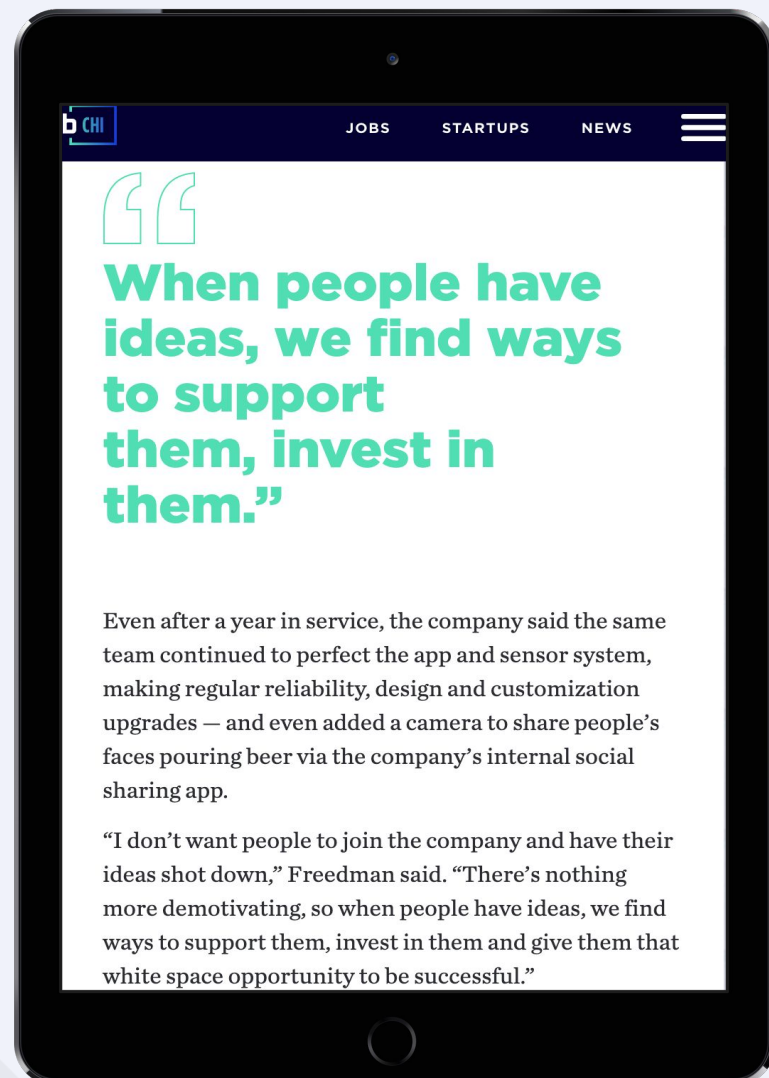 b CHI
JOBS STARTUPS NEWS
“
When people have
ideas, we find ways
to support
them, invest in
them.”
Even after a year in service, the company said the same
team continued to perfect the app and sensor system,
making regular reliability, design and customization
upgrades — and even added a camera to share people’s
faces pouring beer via the company’s internal social
sharing app.
“I don’t want people to join the company and have their
ideas shot down,” Freedman said. “There’s nothing
more demotivating, so when people have ideas, we find
ways to support them, invest in them and give them that
white space opportunity to be successful.”